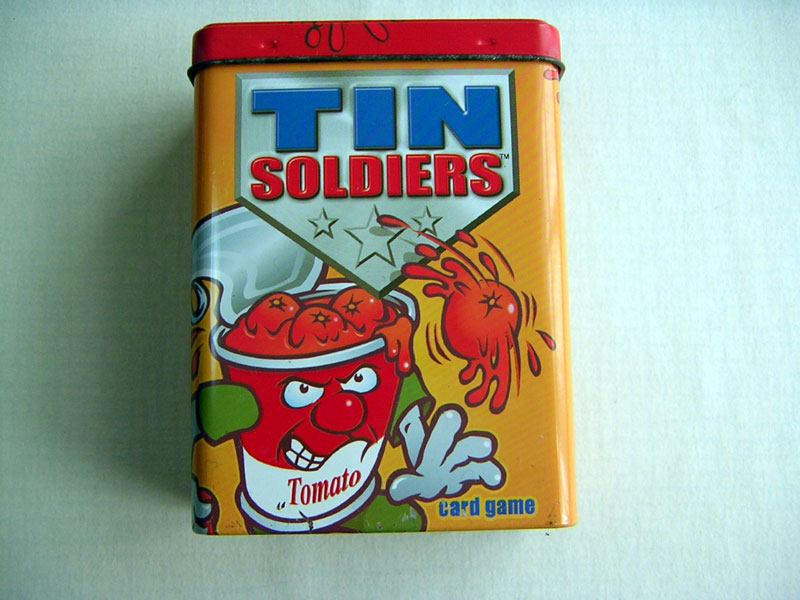 TIN
SOLDIERS™
Tomato
card game